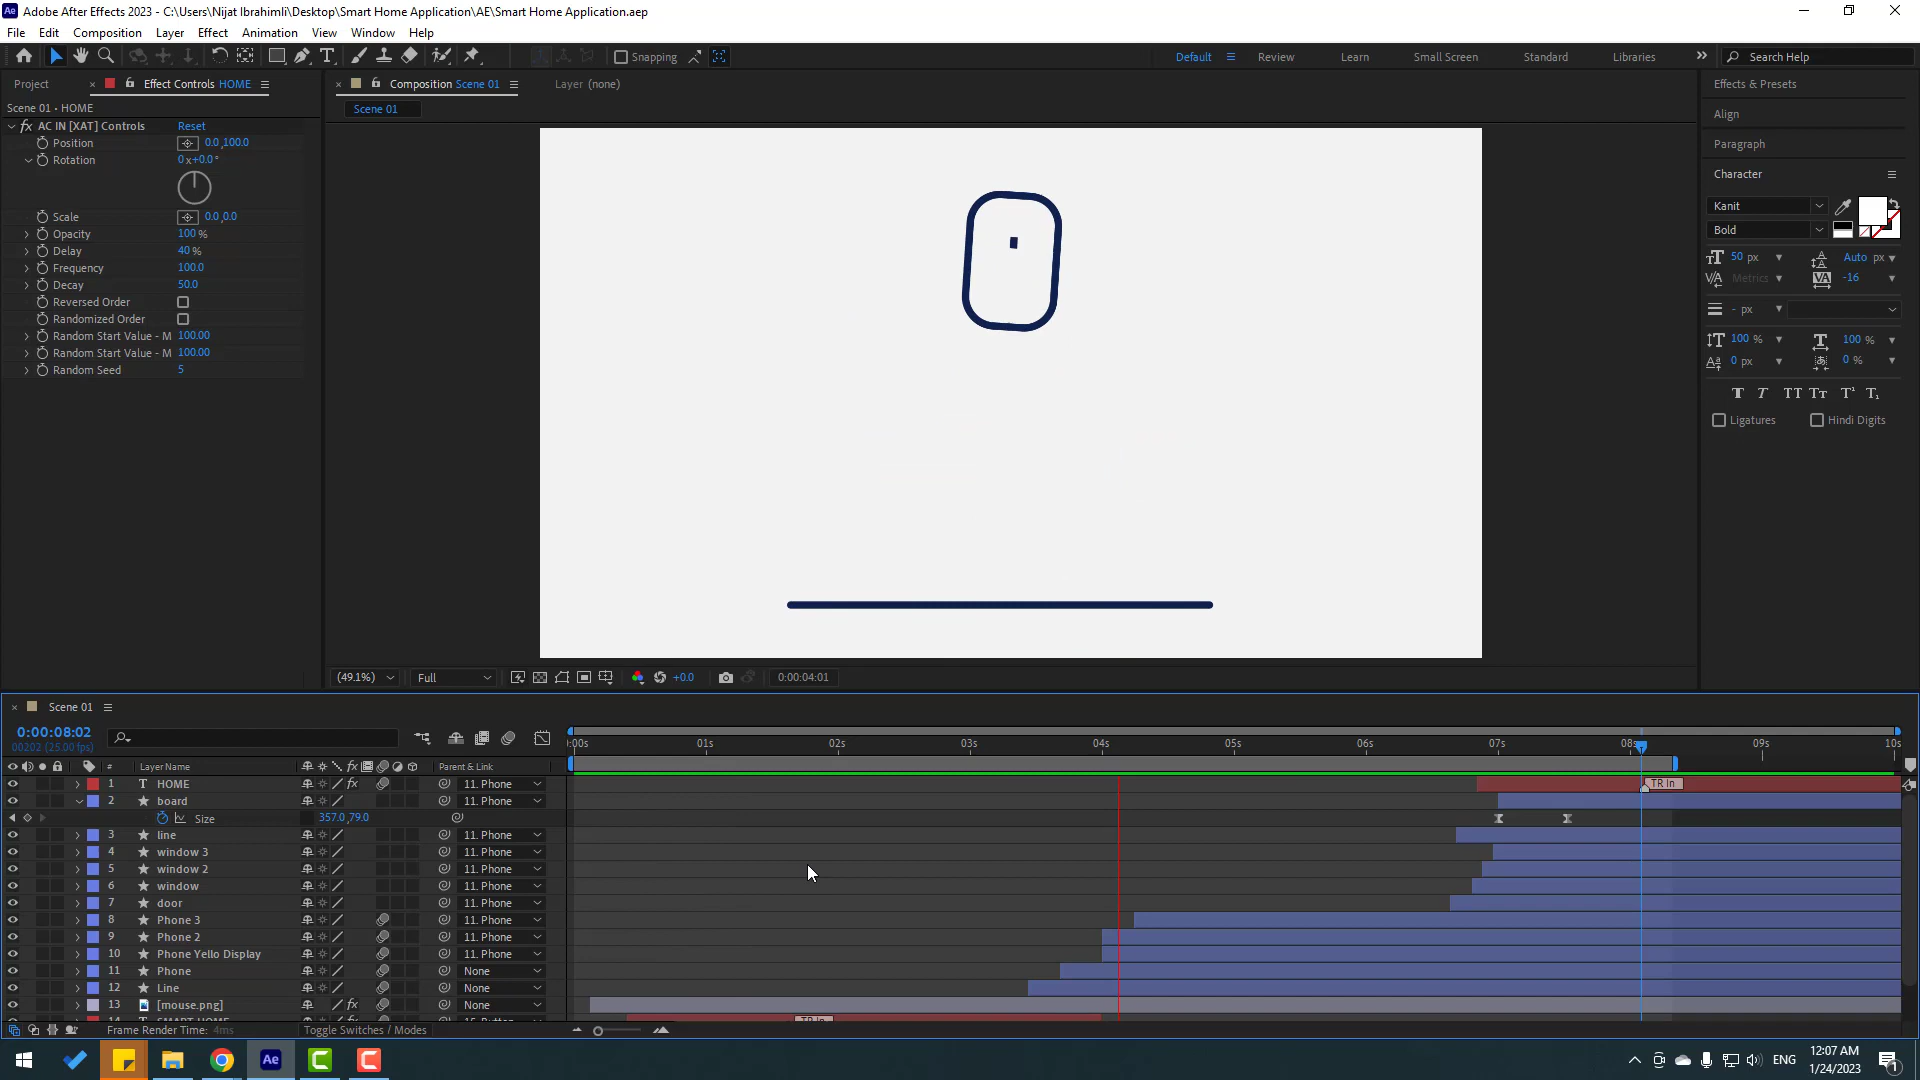 Adobe After Effects 2023 - C:\Users\Nijat Ibrahimli\Desktop\Smart Home Application\AE\Smart Home Application.aep
File Edit Composition Layer Effect Animation View Window Help
Snapping Default Review Learn Small Screen Standard Libraries Search Help
Project Effect Controls HOME Composition Scene 01 Layer (none) Effects & Presets
Scene 01 • HOME Scene 01
Align
AC IN [XAT] Controls Reset
Position 0.0,100.0
Paragraph
Rotation 0x+0.0°
Character
Scale 0.0,0.0
Kanit
Opacity 100 %
Bold
Delay 40 %
50 px Auto px
Frequency 100.0
Metrics -16
Decay 50.0
Reversed Order
- px
Randomized Order
Random Start Value - M 100.00
100 % 100 %
Random Start Value - M 100.00
0 px 0 %
Random Seed 5
Ligatures Hindi Digits
(49.1%) Full +0.0 0:00:04:01
Scene 01
0:00:08:02
00202 (25.00 fps)
:00s 01s 02s 03s 04s 05s 06s 07s 08s 09s 10s
# Layer Name Parent & Link
1 HOME 11. Phone TR In
2 board 11. Phone
Size 357.0,79.0
3 line 11. Phone
4 window 3 11. Phone
5 window 2 11. Phone
6 window 11. Phone
7 door 11. Phone
8 Phone 3 11. Phone
9 Phone 2 11. Phone
10 Phone Yello Display 11. Phone
11 Phone None
12 Line None
13 [mouse.png] None
Frame Render Time: 4ms Toggle Switches / Modes
ENG 12:07 AM
1/24/2023
1